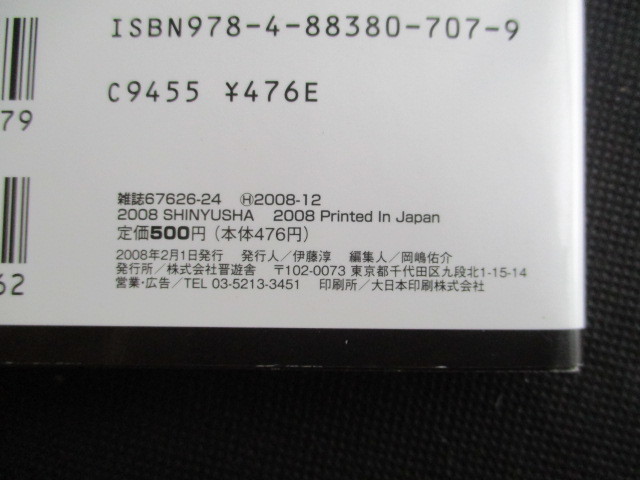 ISBN978-4-88380-707-9
C9455 ¥476E
79
雑誌67626-24 Ⓗ2008-12
2008 SHINYUSHA 2008 Printed In Japan
定価500円（本体476円）
2008年2月1日発行 発行人／伊藤淳 編集人／岡嶋佑介
発行所／株式会社晋遊舎 〒102-0073 東京都千代田区九段北1-15-14
営業・広告／TEL 03-5213-3451 印刷所／大日本印刷株式会社
62